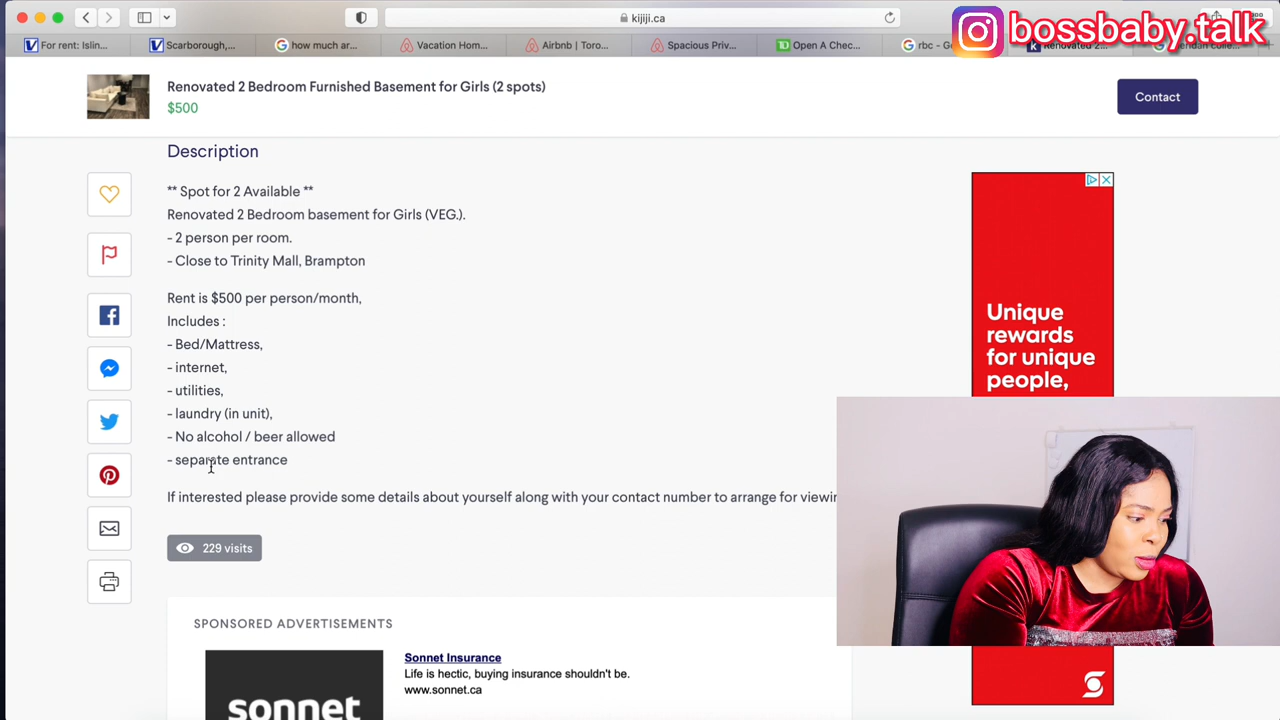 kijiji.ca
bossbaby.talk
For rent: Islin...
Scarborough,...
how much ar...
Vacation Hom...
Airbnb | Toro...
Spacious Priv...
Open A Chec...
rbc - G
Renovated 2...
Renovated 2 Bedroom Furnished Basement for Girls (2 spots)
$500
Contact
Description
** Spot for 2 Available **
Renovated 2 Bedroom basement for Girls (VEG.).
- 2 person per room.
- Close to Trinity Mall, Brampton
Rent is $500 per person/month,
Includes :
- Bed/Mattress,
- internet,
- utilities,
- laundry (in unit),
- No alcohol / beer allowed
- separate entrance
If interested please provide some details about yourself along with your contact number to arrange for viewin
229 visits
Unique
rewards
for unique
people,
SPONSORED ADVERTISEMENTS
Sonnet Insurance
Life is hectic, buying insurance shouldn't be.
www.sonnet.ca
sonnet